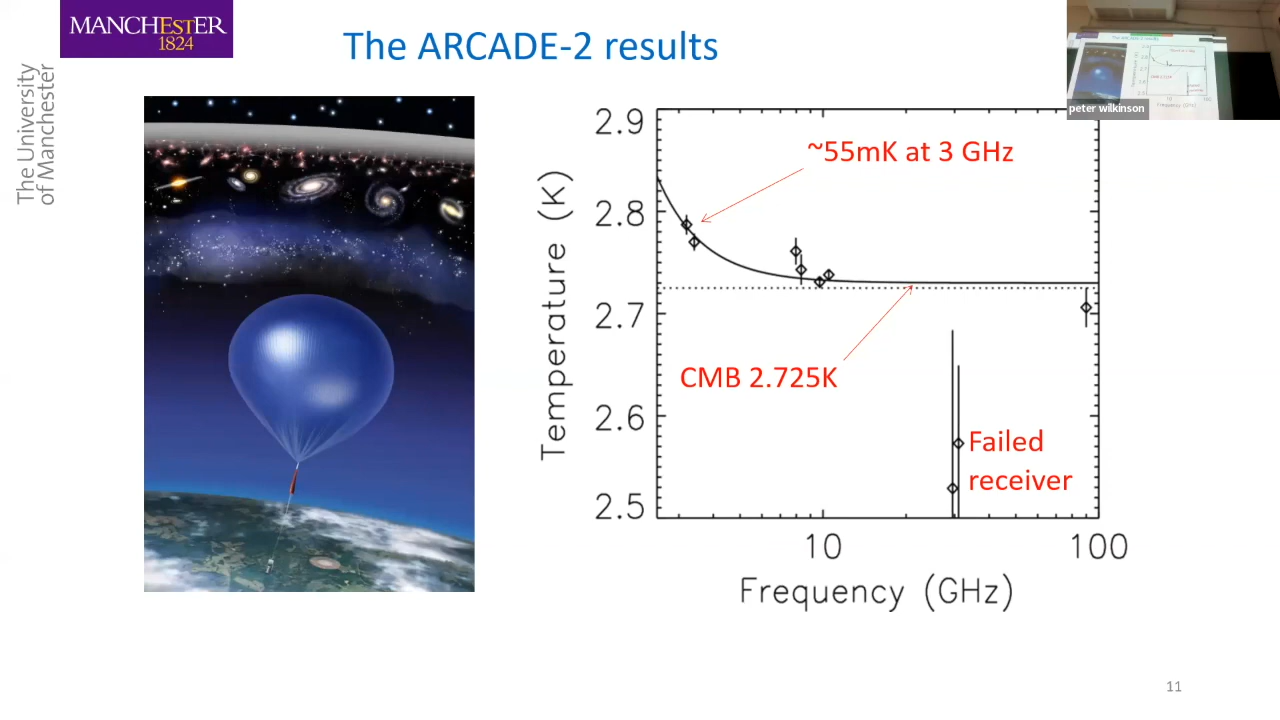 MANCHESTER
1824
The University
of Manchester
The ARCADE-2 results
peter wilkinson
2.9
2.8
2.7
2.6
2.5
Temperature (K)
~55mK at 3 GHz
CMB 2.725K
Failed
receiver
10
100
Frequency (GHz)
11